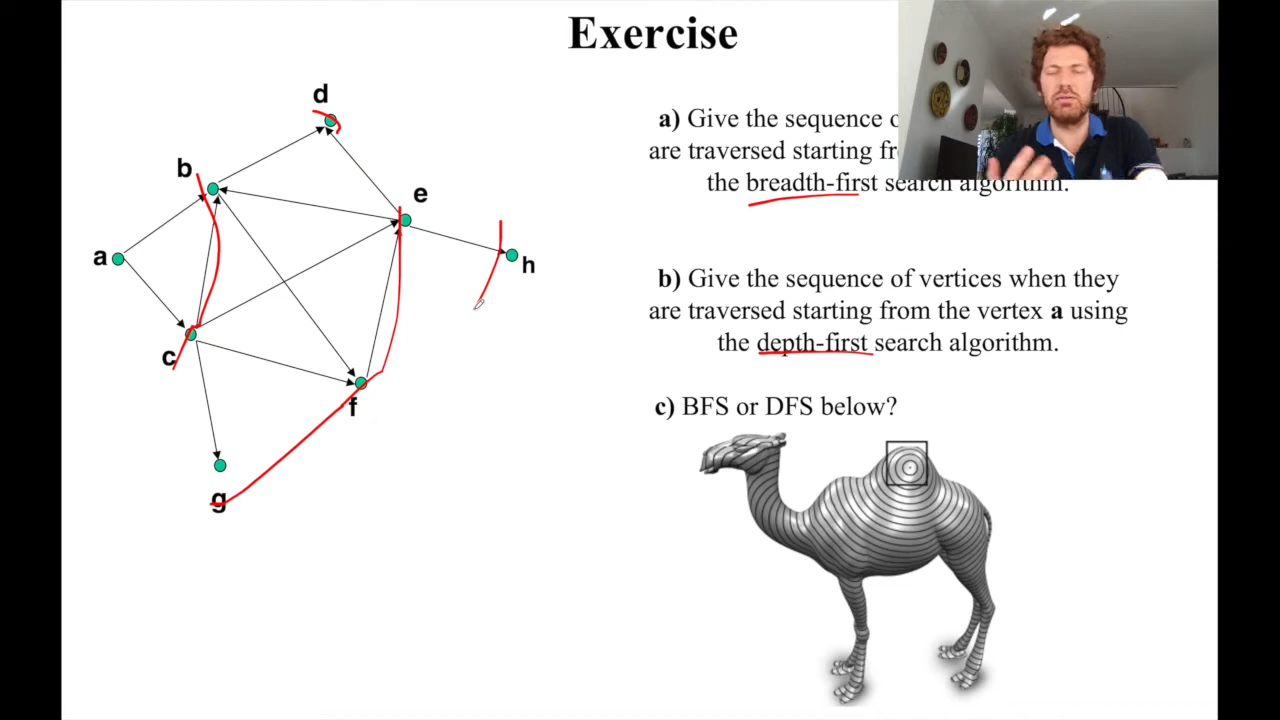 Exercise
a) Give the sequence
are traversed starting
the breadth-first search algorithm.
b) Give the sequence of vertices when they
are traversed starting from the vertex a using
the depth-first search algorithm.
c) BFS or DFS below?
d
b
e
a
h
c
f
g